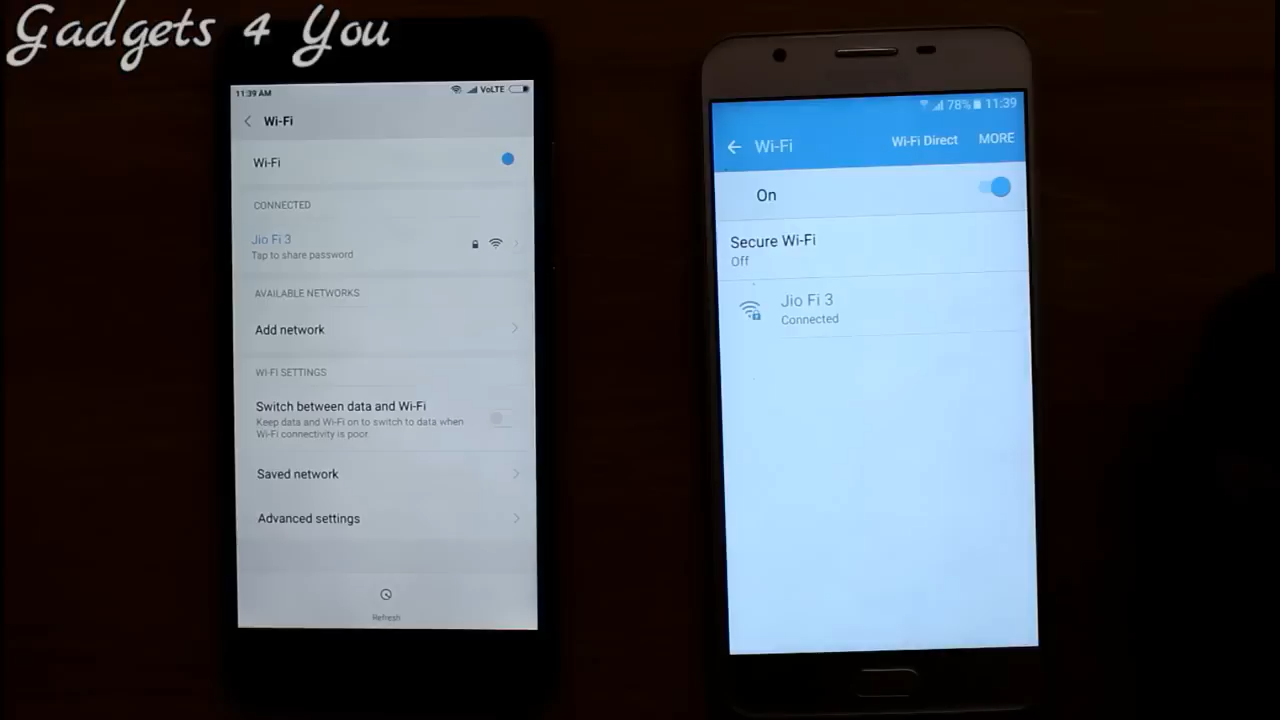 Gadgets 4 You
11:39 AM
VoLTE
Wi-Fi
Wi-Fi
CONNECTED
Jio Fi 3
Tap to share password
AVAILABLE NETWORKS
Add network
WI-FI SETTINGS
Switch between data and Wi-Fi
Keep data and Wi-Fi on to switch to data when
Wi-Fi connectivity is poor
Saved network
Advanced settings
Refresh
78% 11:39
Wi-Fi Wi-Fi Direct MORE
On
Secure Wi-Fi
Off
Jio Fi 3
Connected